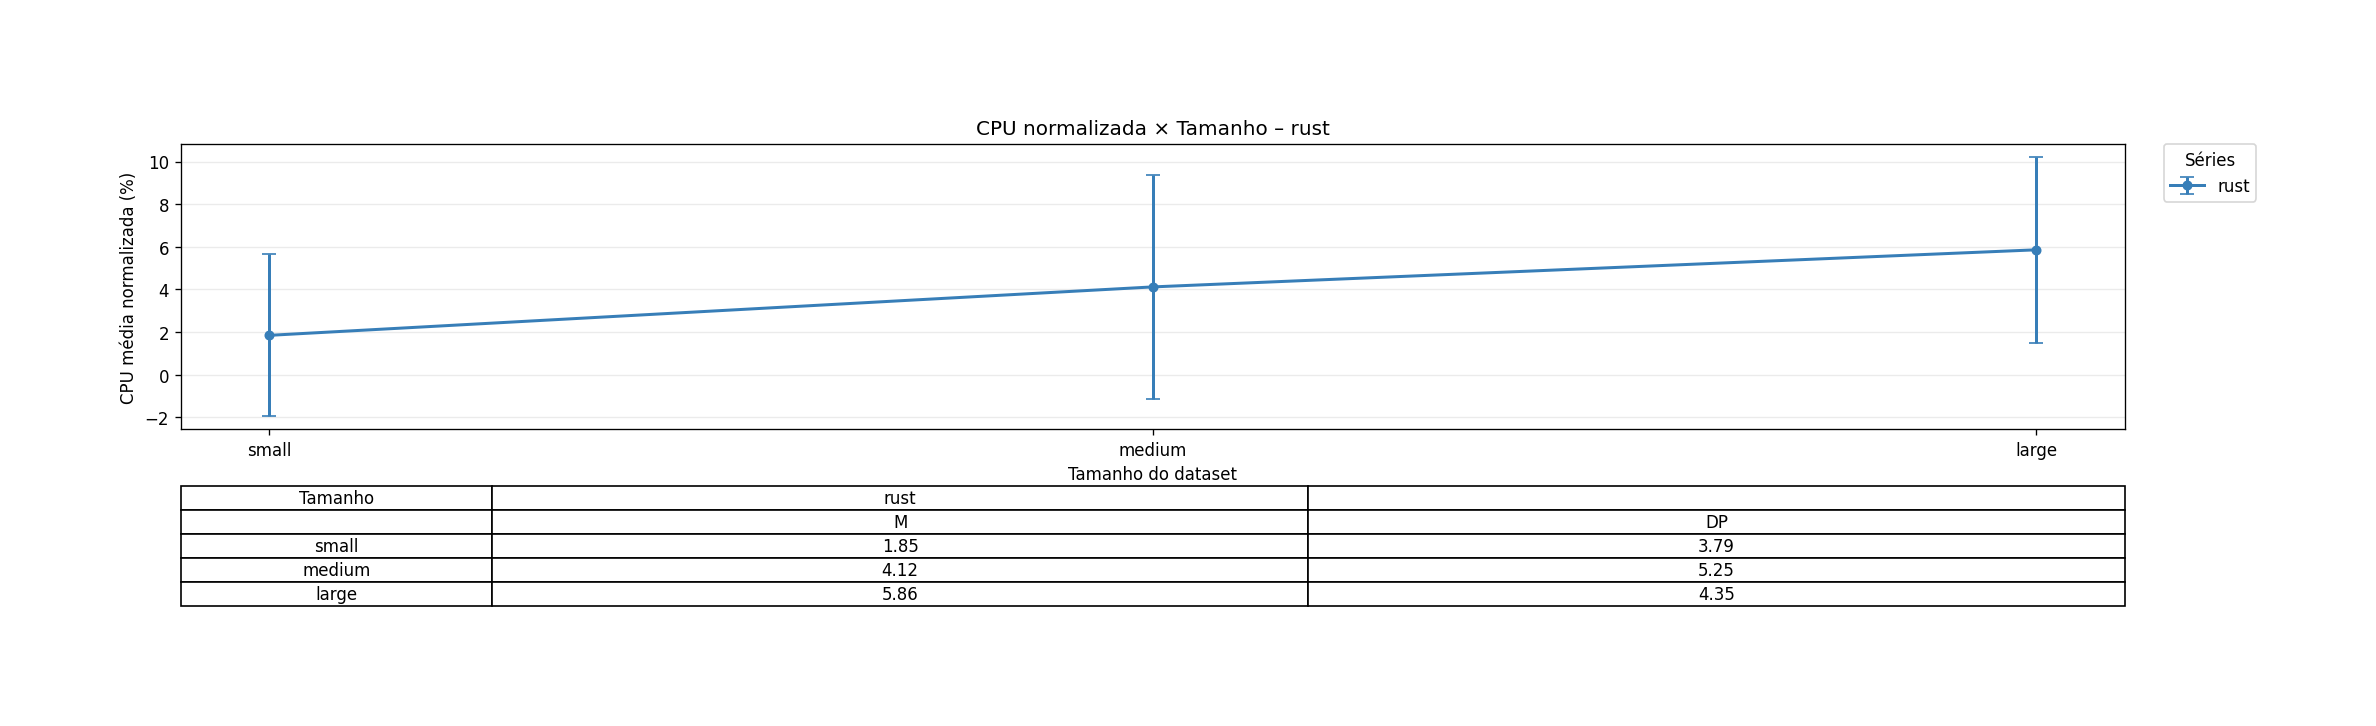 CPU normalizada × Tamanho – rust
CPU média normalizada (%)
10
8
6
4
2
0
−2
small medium large
Tamanho do dataset
Séries
rust
Tamanho rust
M DP
small 1.85 3.79
medium 4.12 5.25
large 5.86 4.35